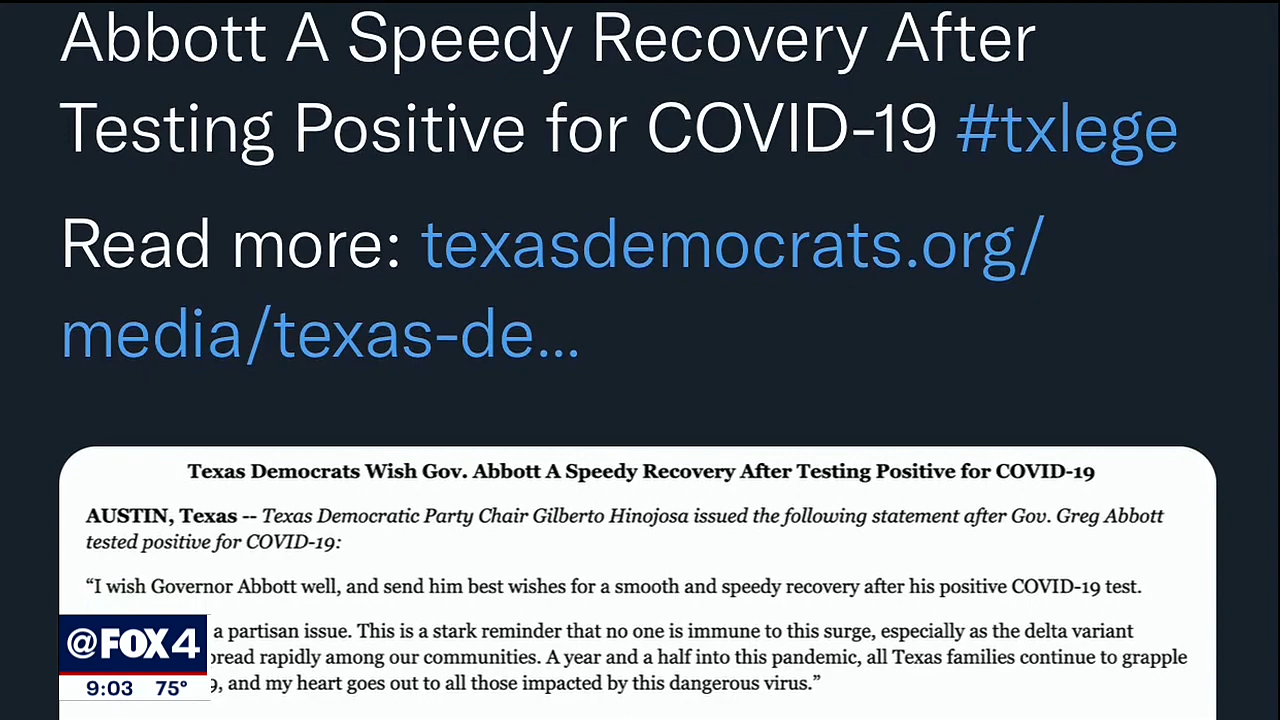 Abbott A Speedy Recovery After
Testing Positive for COVID-19 #txlege
Read more: texasdemocrats.org/
media/texas-de...
Texas Democrats Wish Gov. Abbott A Speedy Recovery After Testing Positive for COVID-19
AUSTIN, Texas -- Texas Democratic Party Chair Gilberto Hinojosa issued the following statement after Gov. Greg Abbott
tested positive for COVID-19:
“I wish Governor Abbott well, and send him best wishes for a smooth and speedy recovery after his positive COVID-19 test.
a partisan issue. This is a stark reminder that no one is immune to this surge, especially as the delta variant
read rapidly among our communities. A year and a half into this pandemic, all Texas families continue to grapple
9, and my heart goes out to all those impacted by this dangerous virus.”
@FOX 4
9:03 75°